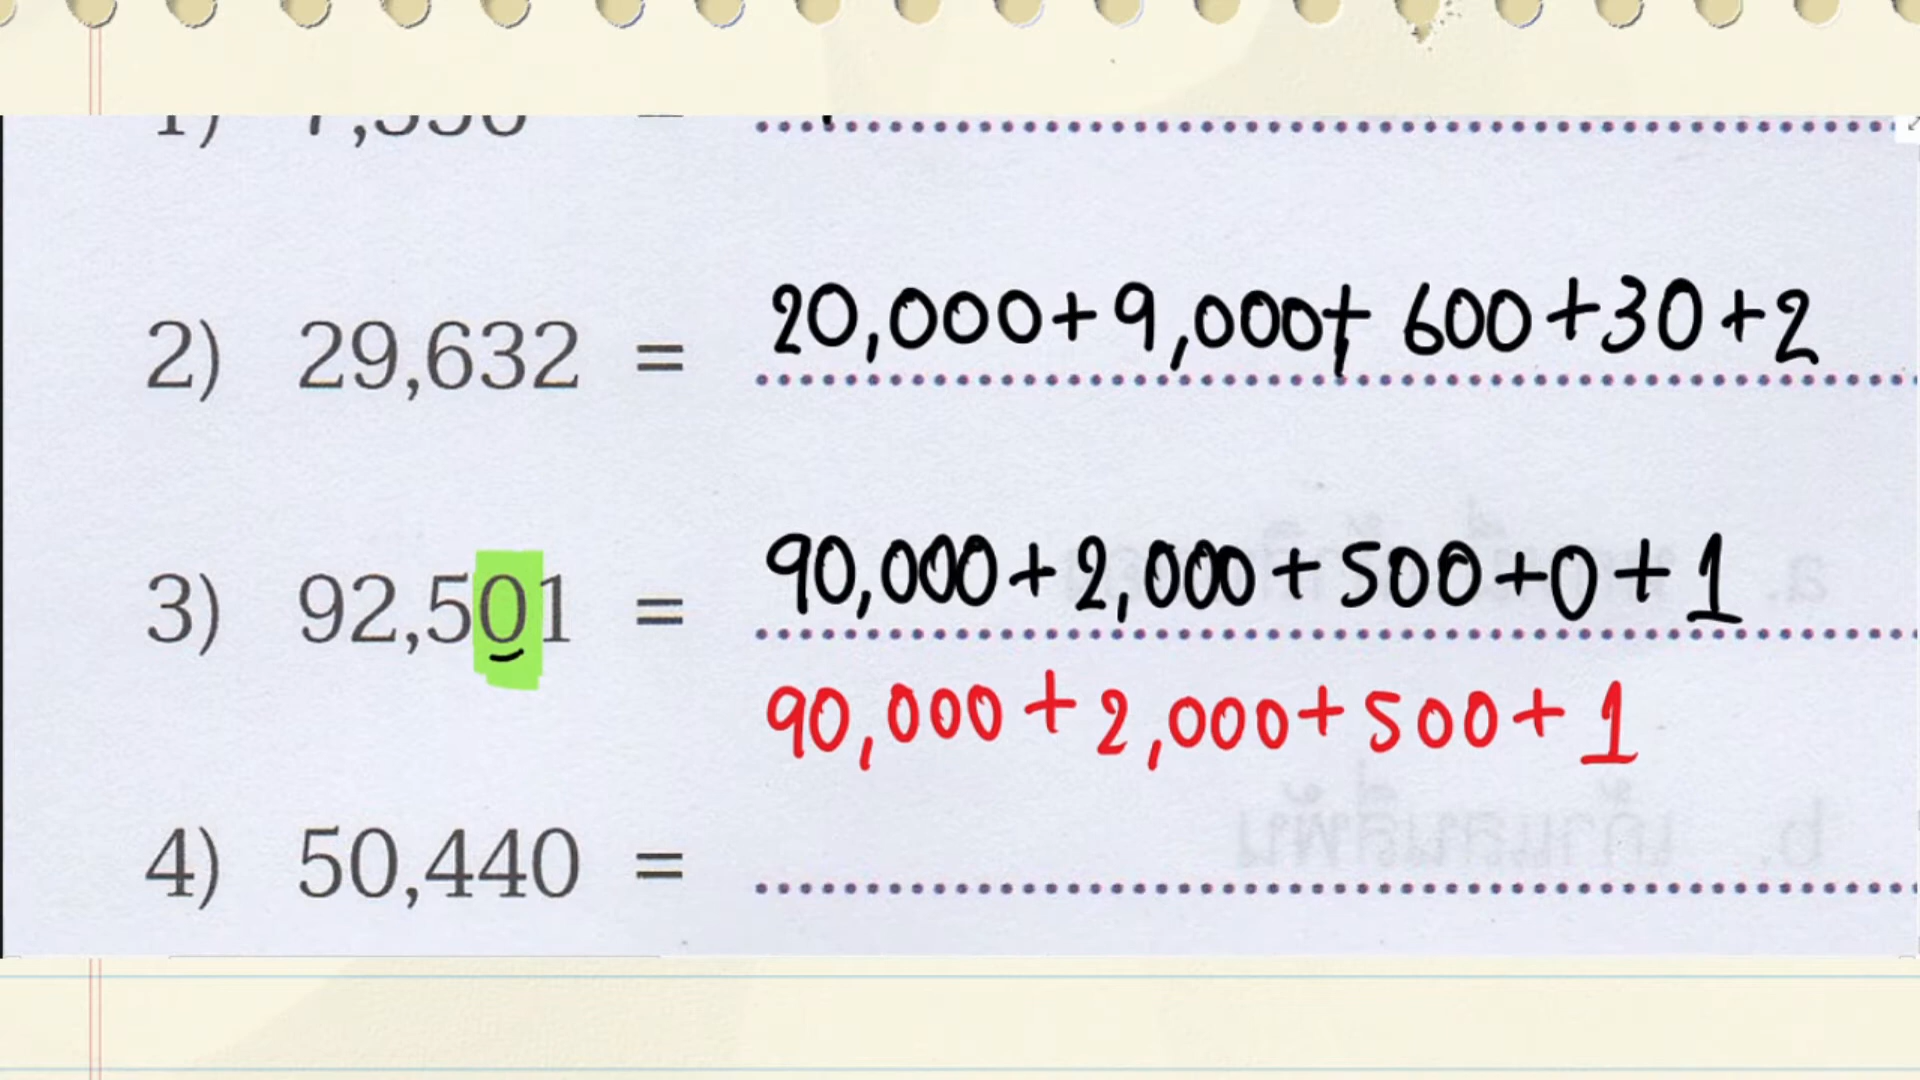 2) 29,632 = 20,000+9,000+ 600+30+2
3) 92,501 = 90,000+2,000+500+0+1
90,000+2,000+500+1
4) 50,440 =